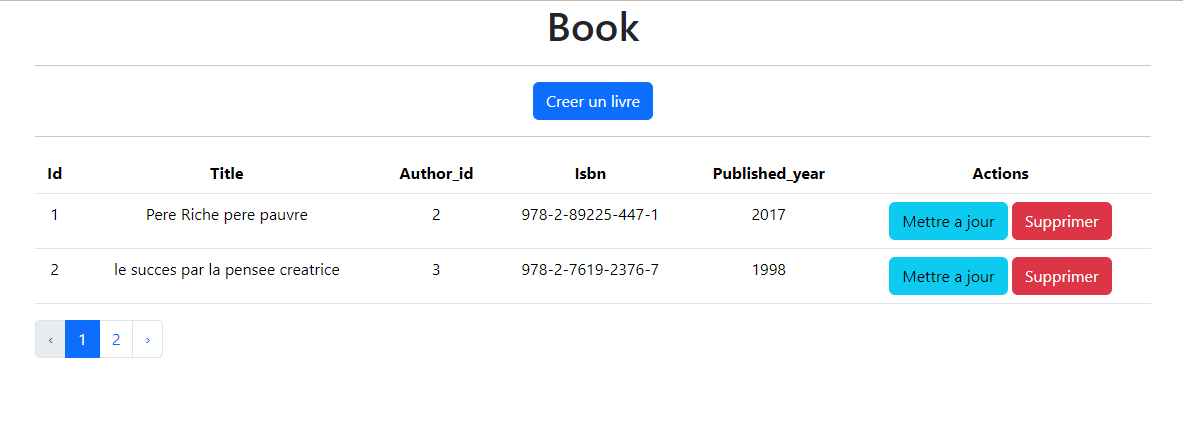 Book
Creer un livre
Id Title Author_id Isbn Published_year Actions
1 Pere Riche pere pauvre 2 978-2-89225-447-1 2017 Mettre a jour Supprimer
2 le succes par la pensee creatrice 3 978-2-7619-2376-7 1998 Mettre a jour Supprimer
‹ 1 2 ›